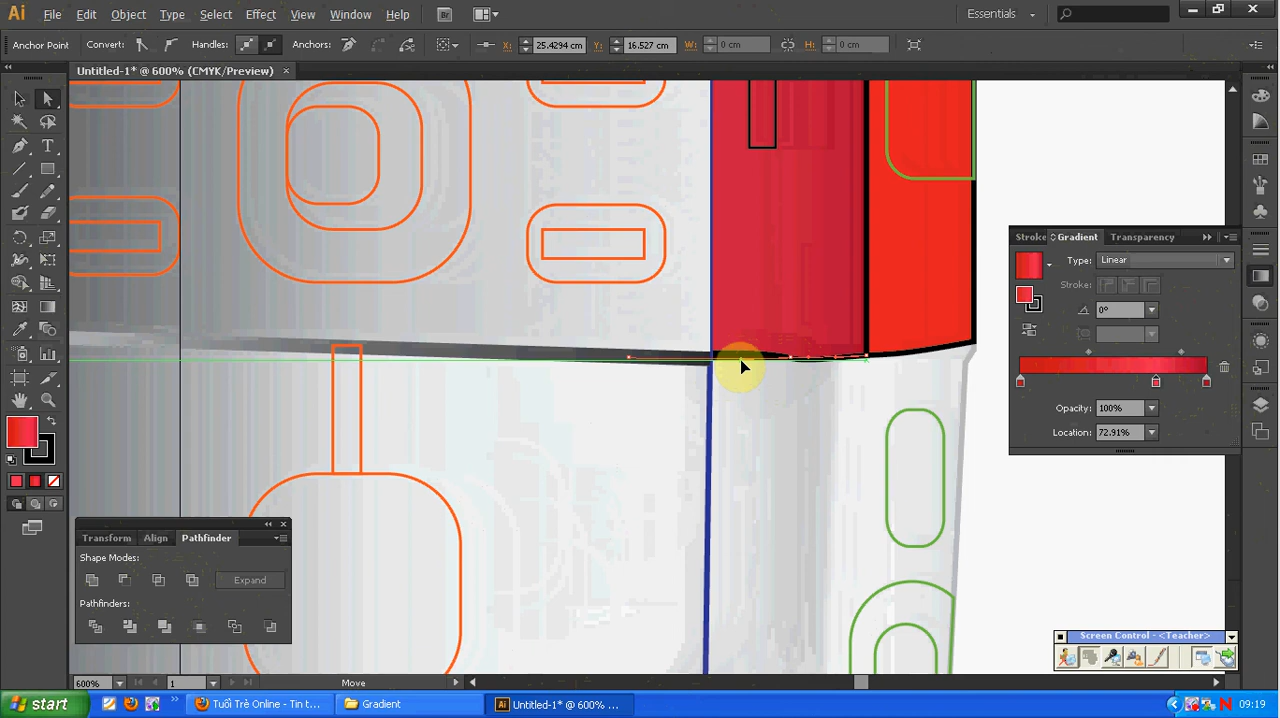 Ai File Edit Object Type Select Effect View Window Help Br Essentials
Anchor Point Convert: Handles: Anchors: X: 25.4294 cm Y: 16.527 cm W: 0 cm H: 0 cm
Untitled-1* @ 600% (CMYK/Preview) ×
Stroke Gradient Transparency
Type: Linear
Stroke:
0°
Opacity: 100%
Location: 72.91%
Transform Align Pathfinder
Shape Modes:
Expand
Pathfinders:
Screen Control - <Teacher>
600% 1 Move
start Tuổi Trẻ Online - Tin t... Gradient Ai Untitled-1* @ 600% ... N 09:19